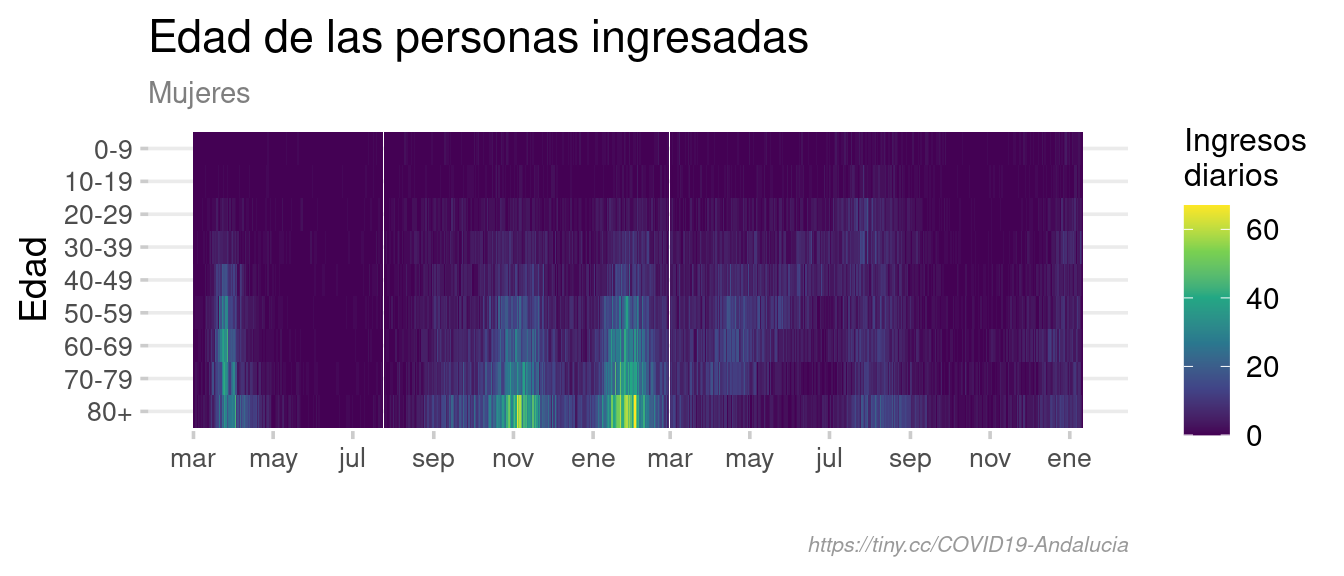 Edad de las personas ingresadas
Mujeres
Edad
0-9
10-19
20-29
30-39
40-49
50-59
60-69
70-79
80+
mar may jul sep nov ene mar may jul sep nov ene
Ingresos
diarios
60
40
20
0
https://tiny.cc/COVID19-Andalucia